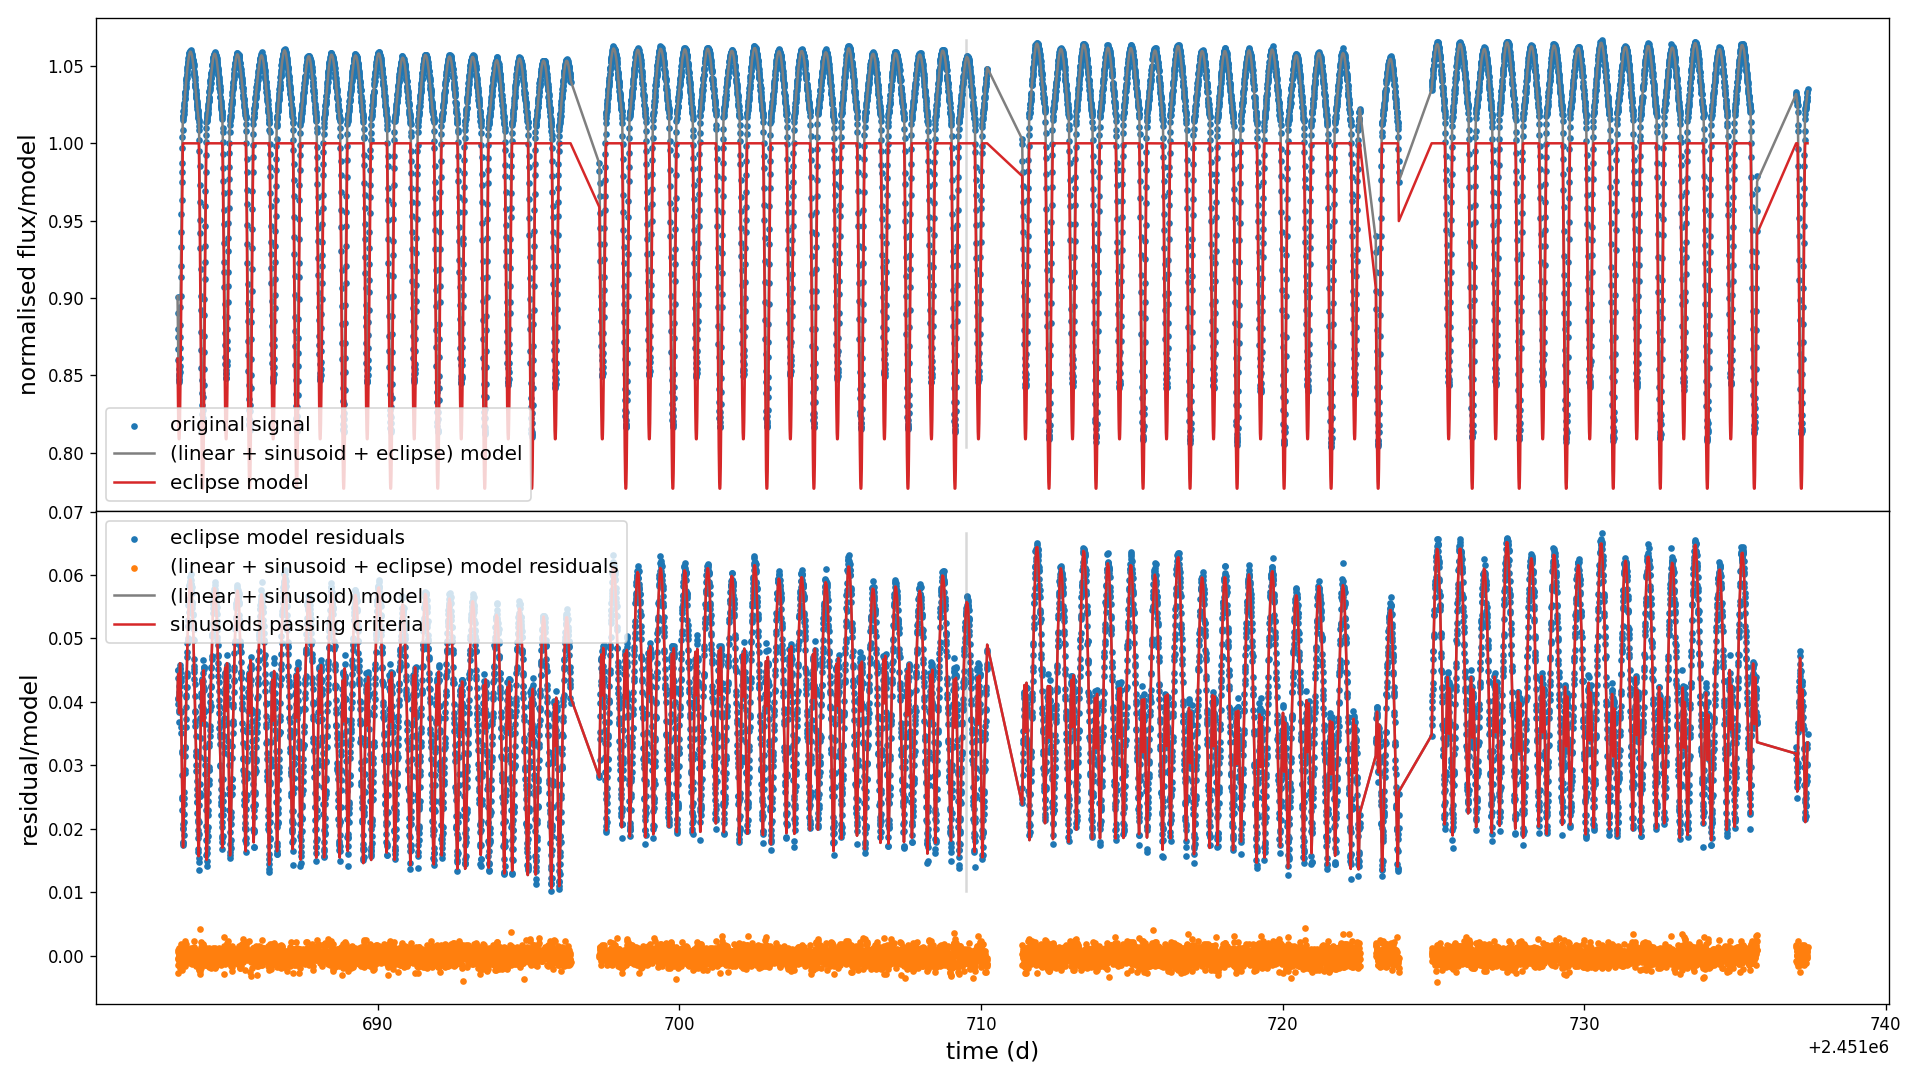 1.05
1.00
0.95
0.90
0.85
0.80
normalised flux/model
original signal
(linear + sinusoid + eclipse) model
eclipse model
0.07
0.06
0.05
0.04
0.03
0.02
0.01
0.00
residual/model
eclipse model residuals
(linear + sinusoid + eclipse) model residuals
(linear + sinusoid) model
sinusoids passing criteria
690 700 710 720 730 740
time (d)
+2.451e6